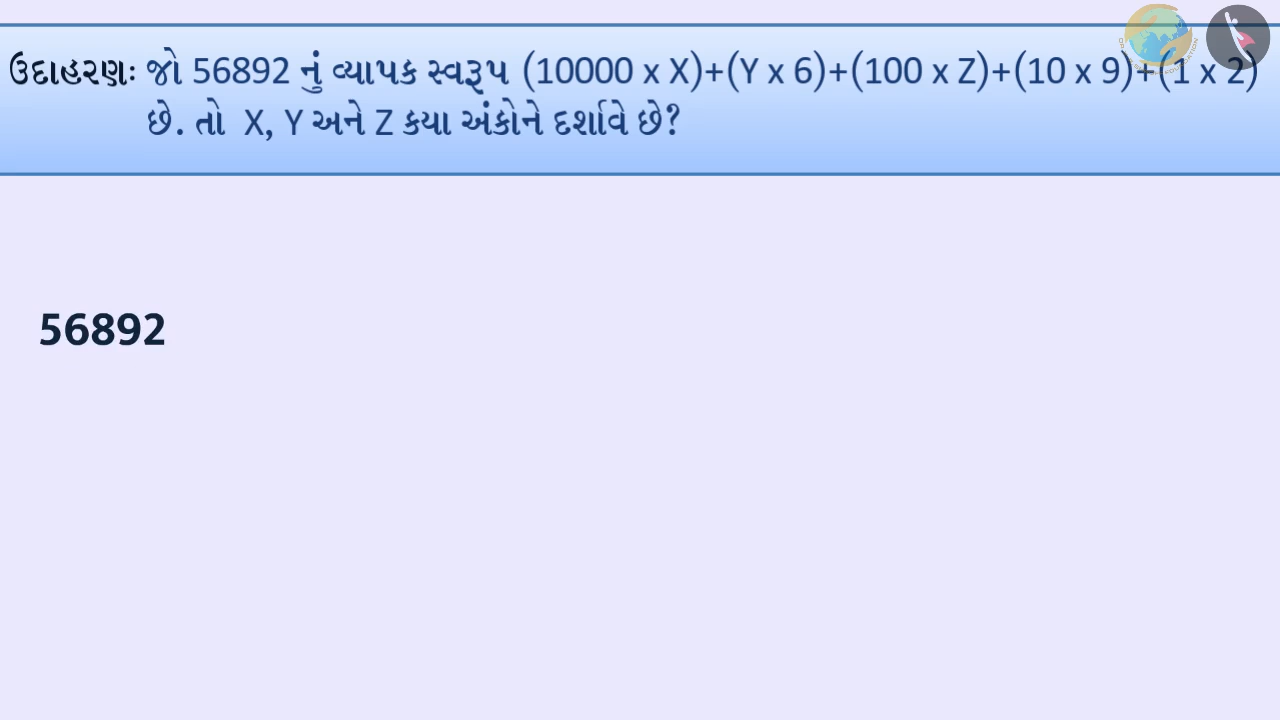 ઉદાહરણઃ જો 56892 નું વ્યાપક સ્વરૂપ (10000 x X)+(Y x 6)+(100 x Z)+(10 x 9)+(1 x 2)
છે. તો X, Y અને Z કયા અંકોને દર્શાવે છે?
56892